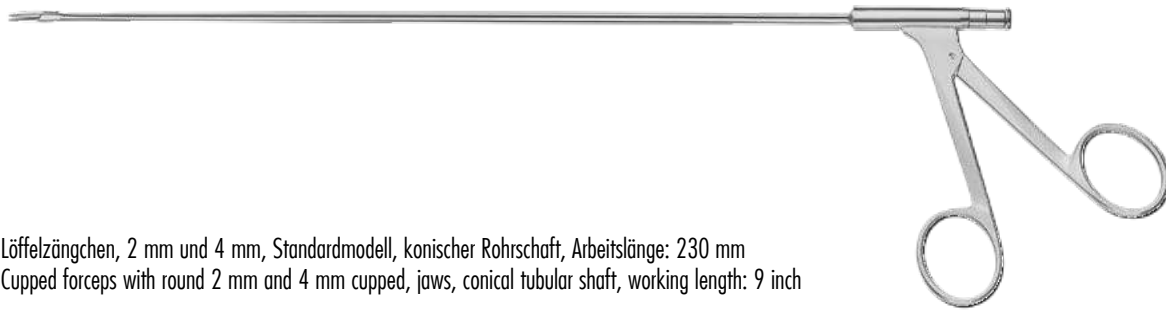 Löffelzängchen, 2 mm und 4 mm, Standardmodell, konischer Rohrschaft, Arbeitslänge: 230 mm
Cupped forceps with round 2 mm and 4 mm cupped, jaws, conical tubular shaft, working length: 9 inch